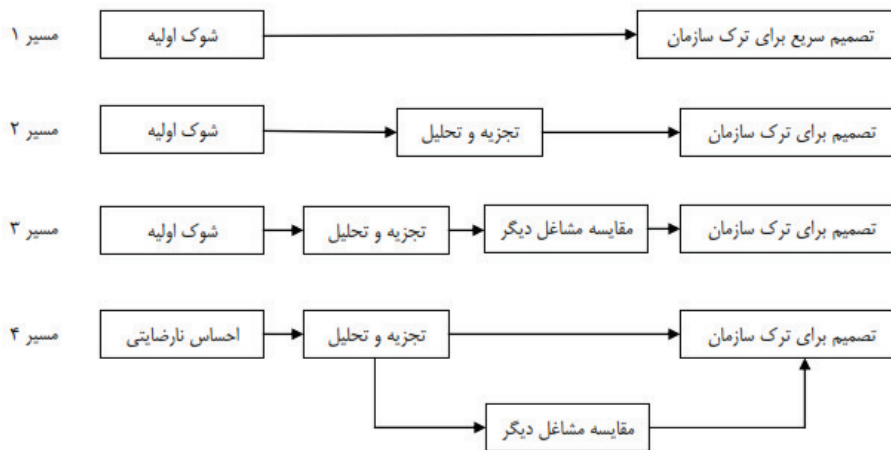 مسیر ۱ شوک اولیه تصمیم سریع برای ترک سازمان
مسیر ۲ شوک اولیه تجزیه و تحلیل تصمیم برای ترک سازمان
مسیر ۳ شوک اولیه تجزیه و تحلیل مقایسه مشاغل دیگر تصمیم برای ترک سازمان
مسیر ۴ احساس نارضایتی تجزیه و تحلیل تصمیم برای ترک سازمان
مقایسه مشاغل دیگر